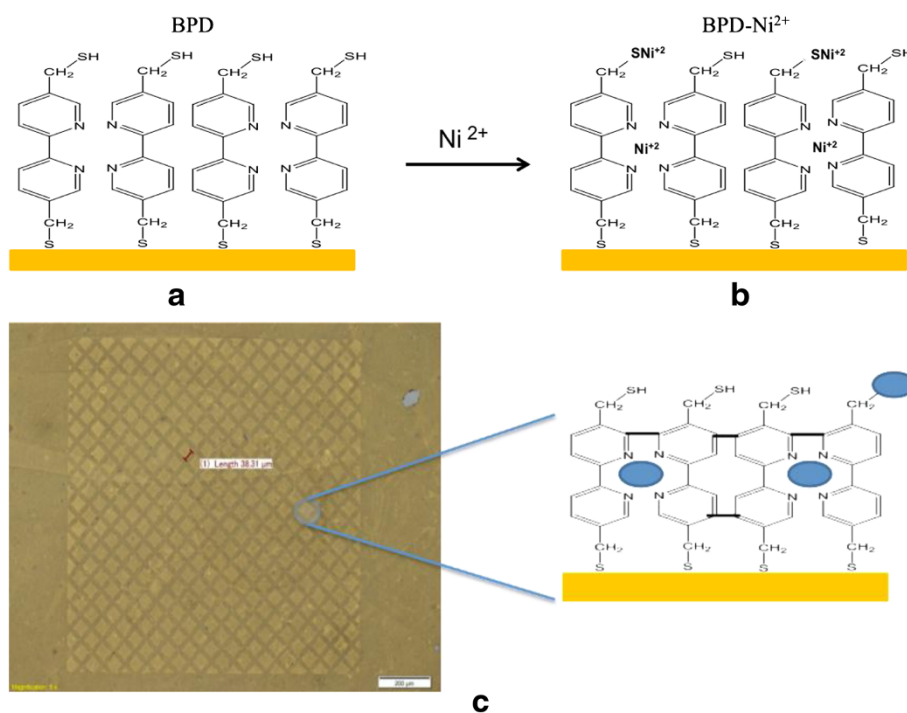 BPD
BPD-Ni²⁺
SH SH SH SH
CH₂ CH₂ CH₂ CH₂
N N N N
N N N N
CH₂ CH₂ CH₂ CH₂
S S S S
Ni ²⁺
SNi⁺² SH SNi⁺² SH
CH₂ CH₂ CH₂ CH₂
N N N N
Ni⁺² Ni⁺²
N N N N
CH₂ CH₂ CH₂ CH₂
S S S S
a
b
(1) Length 38.31 µm
200 µm
SH SH SH
CH₂ CH₂ CH₂ CH₂
N N N N
N N N N
CH₂ CH₂ CH₂ CH₂
S S S S
c